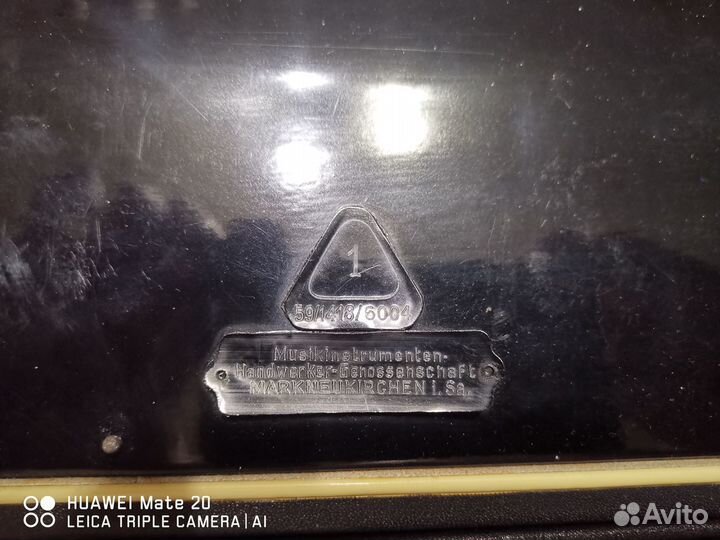 1
59/1418/6004
Musikinstrumenten-
Handwerker-Genossenschaft
MARKNEUKIRCHEN i. Sa.
HUAWEI Mate 20
LEICA TRIPLE CAMERA | AI
Avito